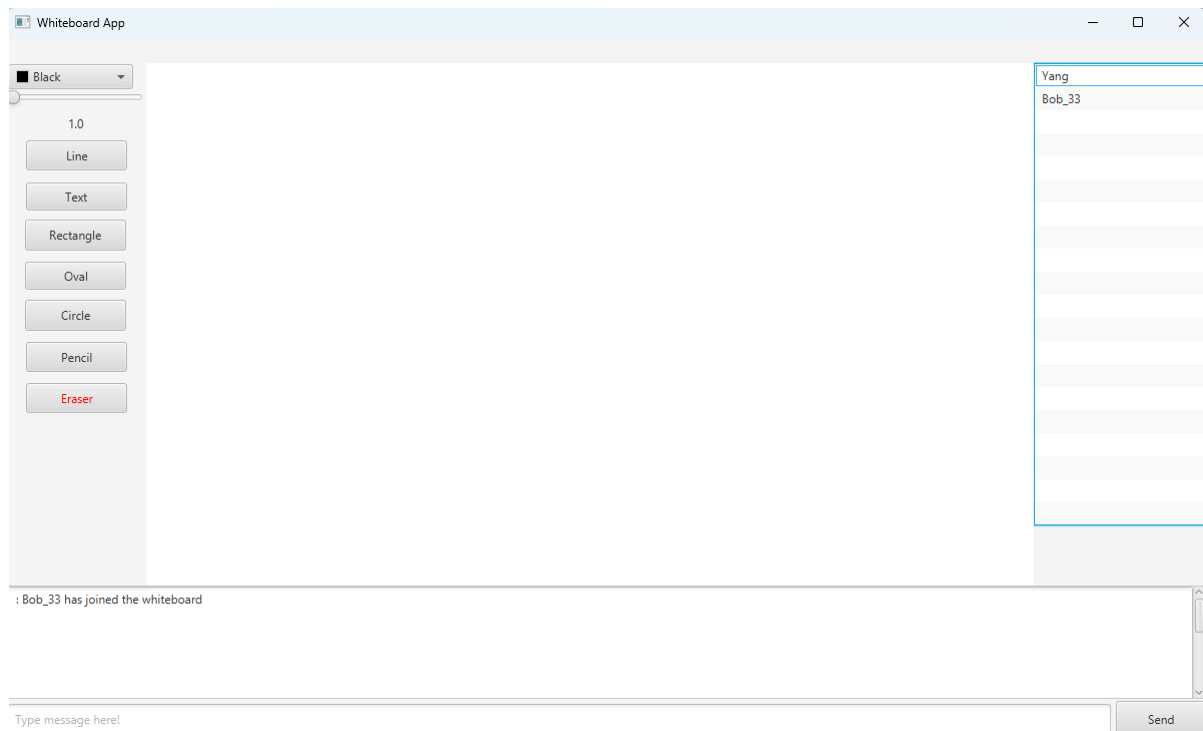 Whiteboard App
Black
1.0
Line
Text
Rectangle
Oval
Circle
Pencil
Eraser
Yang
Bob_33
: Bob_33 has joined the whiteboard
Type message here!
Send